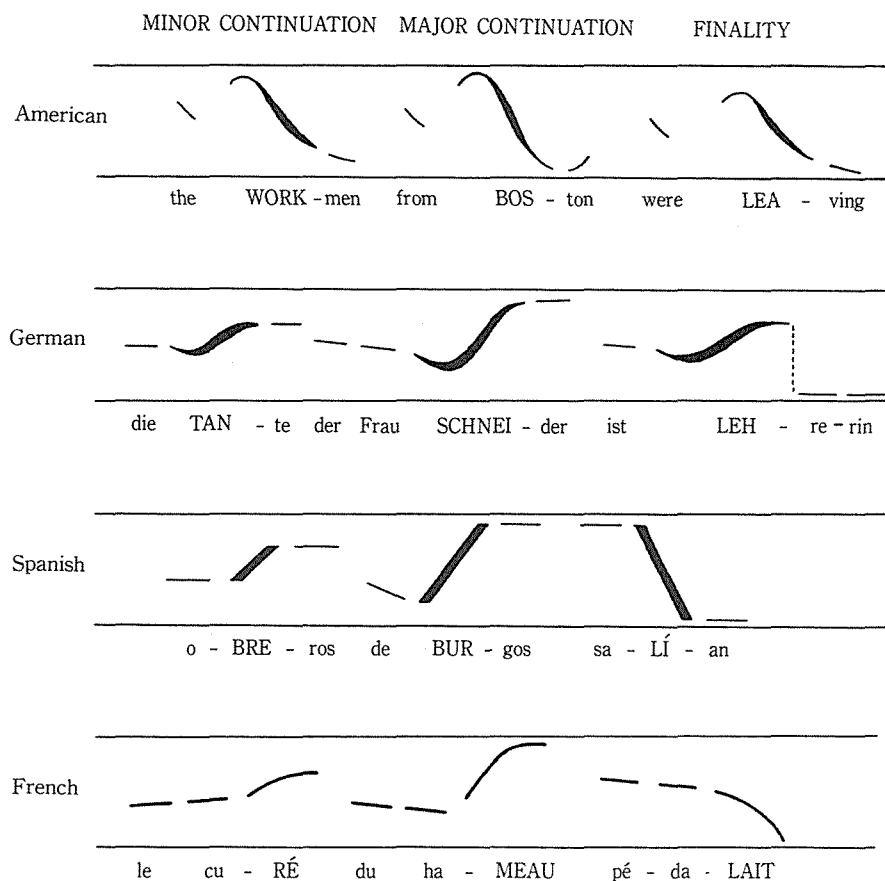 MINOR CONTINUATION MAJOR CONTINUATION FINALITY
American
the WORK - men from BOS - ton were LEA - ving
German
die TAN - te der Frau SCHNEI - der ist LEH - re - rin
Spanish
o - BRE - ros de BUR - gos sa - LÍ - an
French
le cu - RÉ du ha - MEAU pé - da - LAIT